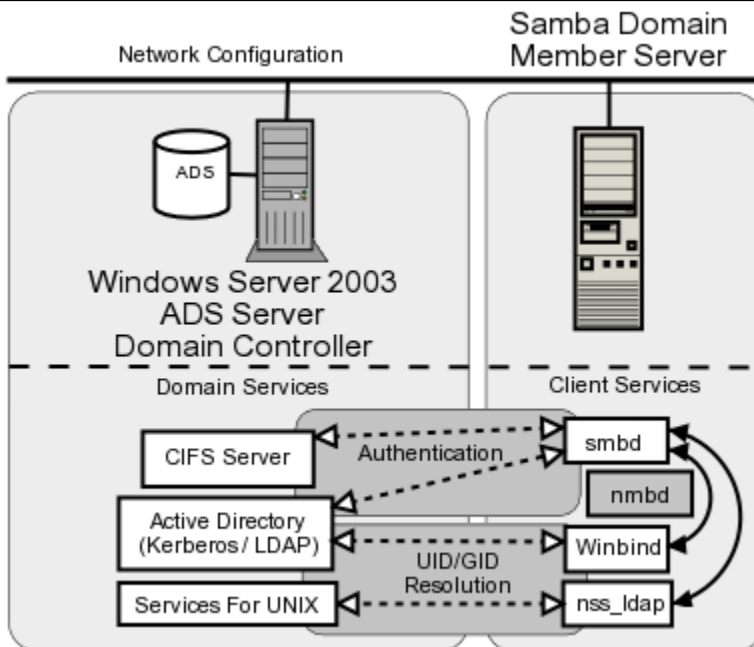 Network Configuration
Samba Domain
Member Server
ADS
Windows Server 2003
ADS Server
Domain Controller
Domain Services
Client Services
CIFS Server
Authentication
smbd
nmbd
Active Directory
(Kerberos / LDAP)
UID/GID
Resolution
Winbind
Services For UNIX
nss_ldap